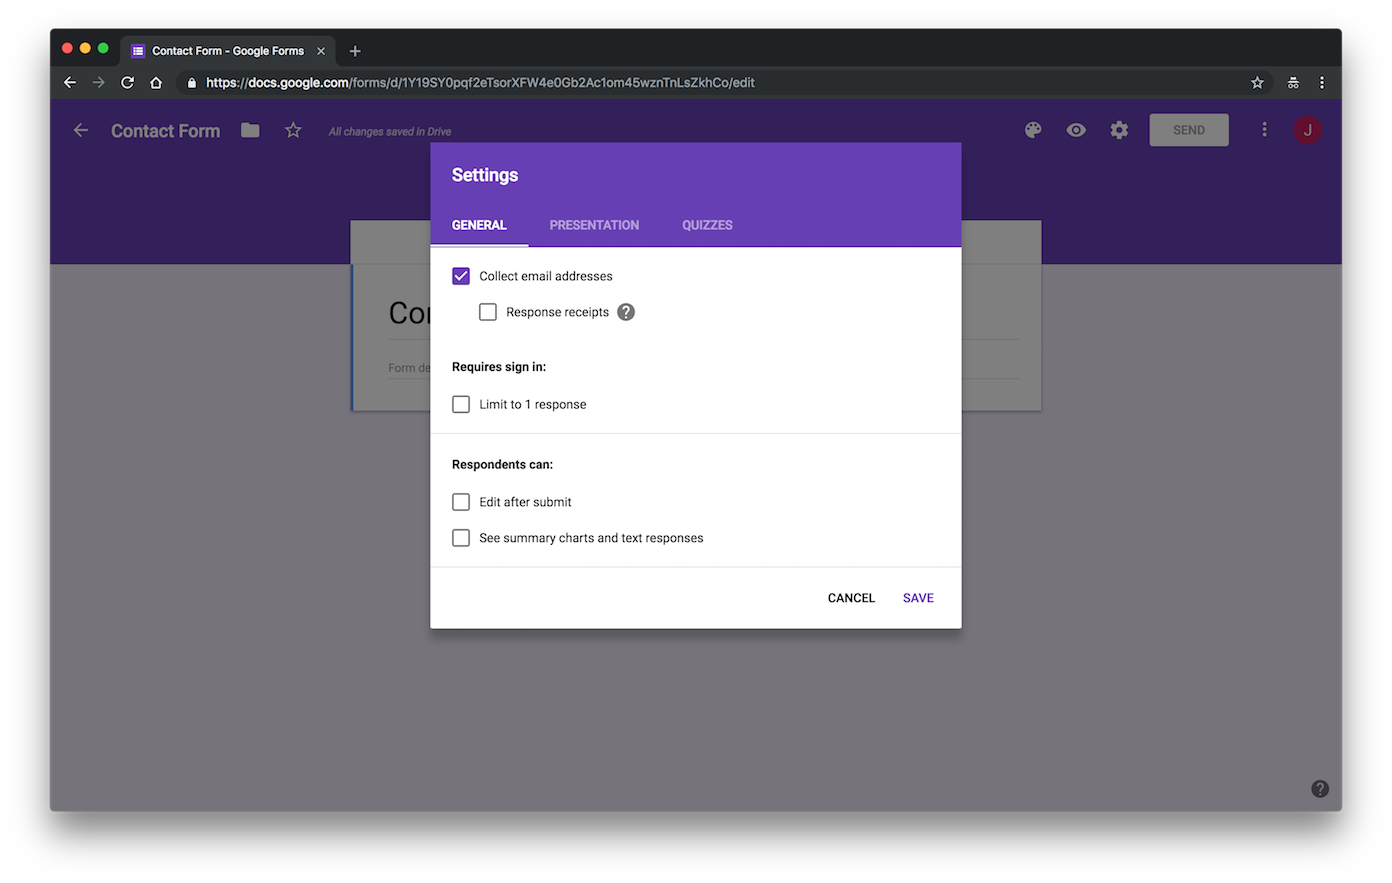 Contact Form - Google Forms
https://docs.google.com/forms/d/1Y19SY0pqf2eTsorXFW4e0Gb2Ac1om45wznTnLsZkhCo/edit
Contact Form
All changes saved in Drive
SEND
J
Settings
GENERAL PRESENTATION QUIZZES
Collect email addresses
Response receipts
Requires sign in:
Limit to 1 response
Respondents can:
Edit after submit
See summary charts and text responses
CANCEL SAVE
Co
Form de